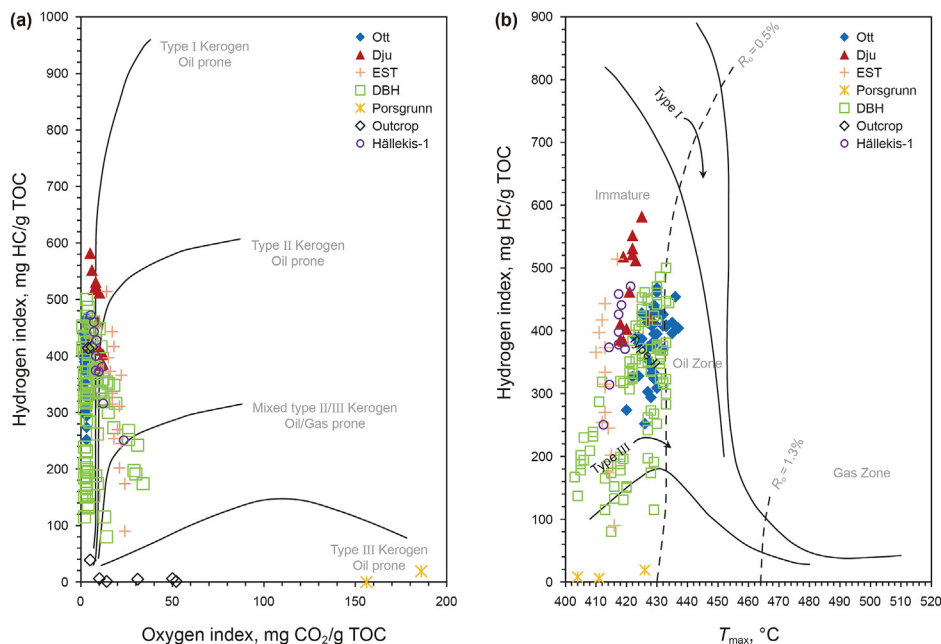 (a)
1000
900
800
700
600
500
400
300
200
100
0
Hydrogen index, mg HC/g TOC
Type I Kerogen
Oil prone
Ott
Dju
EST
DBH
Porsgrunn
Outcrop
Hällekis-1
Type II Kerogen
Oil prone
Mixed type II/III Kerogen
Oil/Gas prone
Type III Kerogen
Oil prone
0
50
100
150
200
Oxygen index, mg CO₂/g TOC
(b)
900
800
700
600
500
400
300
200
100
0
Hydrogen index, mg HC/g TOC
Ro = 0.5%
Ott
Dju
EST
Porsgrunn
DBH
Outcrop
Hällekis-1
Type I
Immature
Type II
Oil Zone
Type III
Ro = 1.3%
Gas Zone
400
410
420
430
440
450
460
470
480
490
500
510
520
Tmax, °C